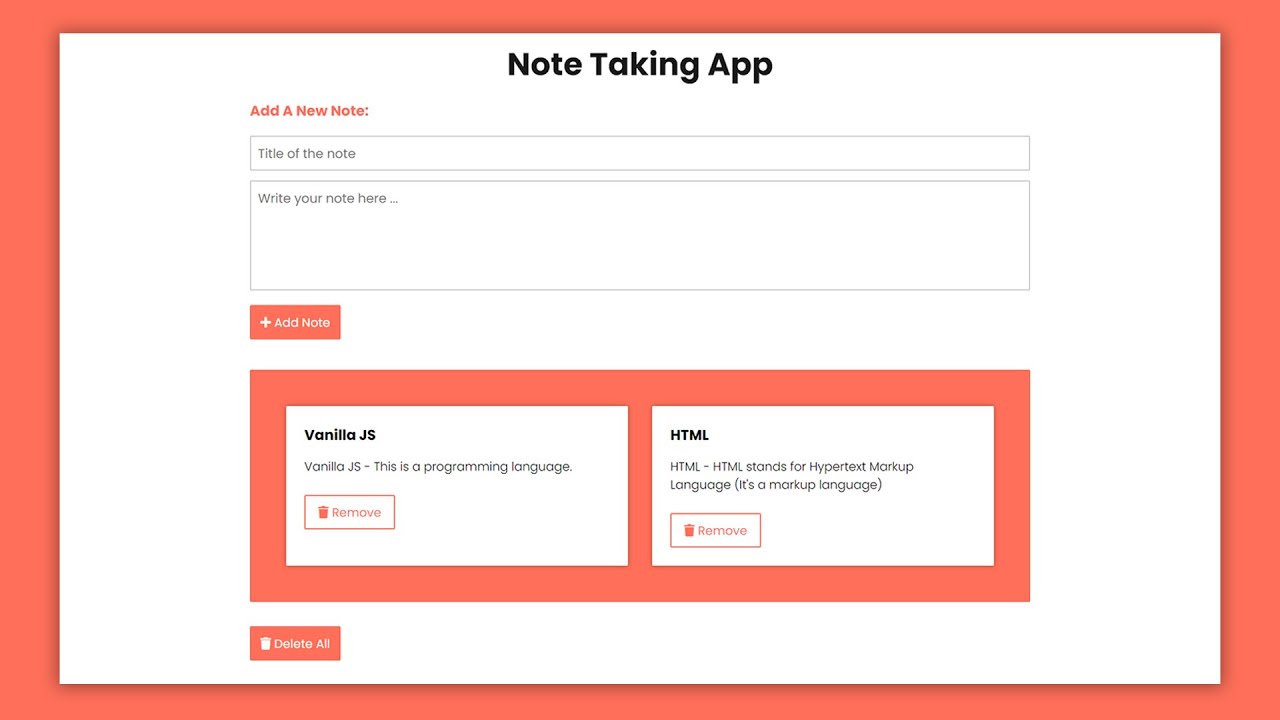 Note Taking App
Add A New Note:
Title of the note
Write your note here ...
Add Note
Vanilla JS
Vanilla JS - This is a programming language.
Remove
HTML
HTML - HTML stands for Hypertext Markup
Language (It's a markup language)
Remove
Delete All